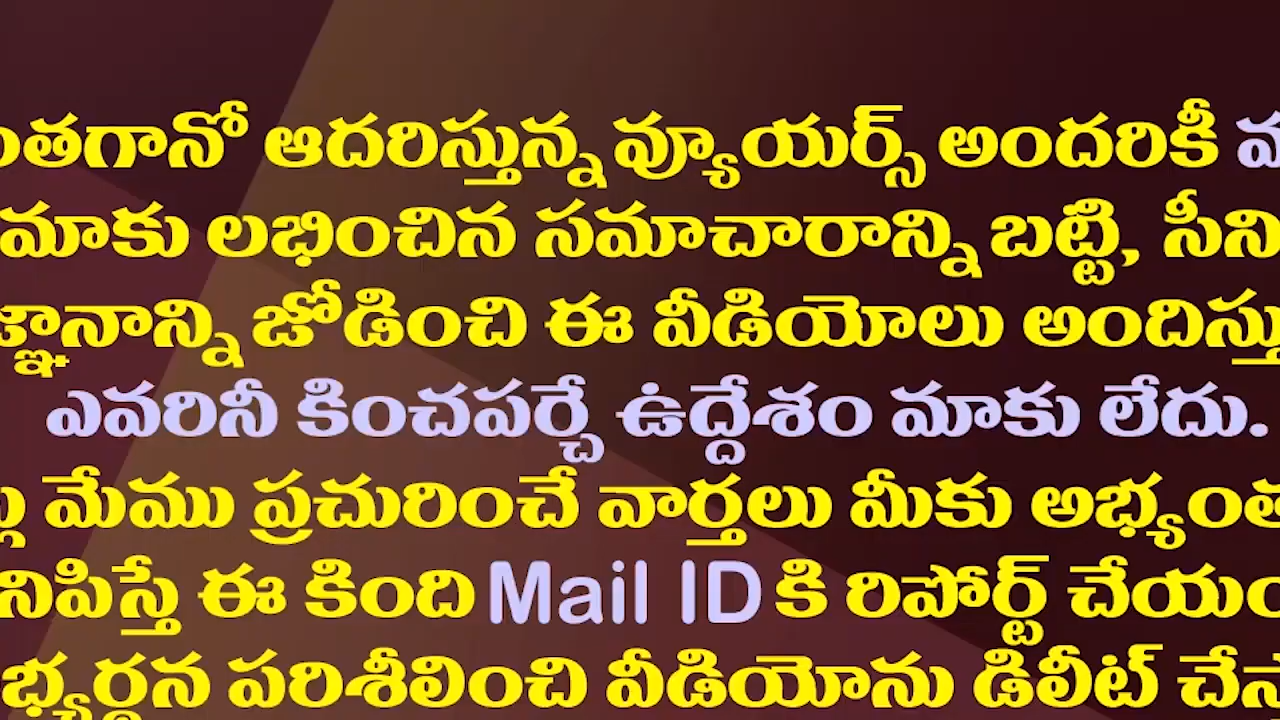 ంతగానో ఆదరిస్తున్న వ్యూయర్స్ అందరికీ
మాకు లభించిన సమాచారాన్ని బట్టి, సీని
జ్ఞానాన్ని జోడించి ఈ వీడియోలు అందిస్తు
ఎవరినీ కించపర్చే ఉద్దేశం మాకు లేదు.
మేము ప్రచురించే వార్తలు మీకు అభ్యంత
నిపిస్తే ఈ కింది Mail ID కి రిపోర్ట్ చేయం
భ్యర్థన పరిశీలించి వీడియోను డిలీట్ చేస